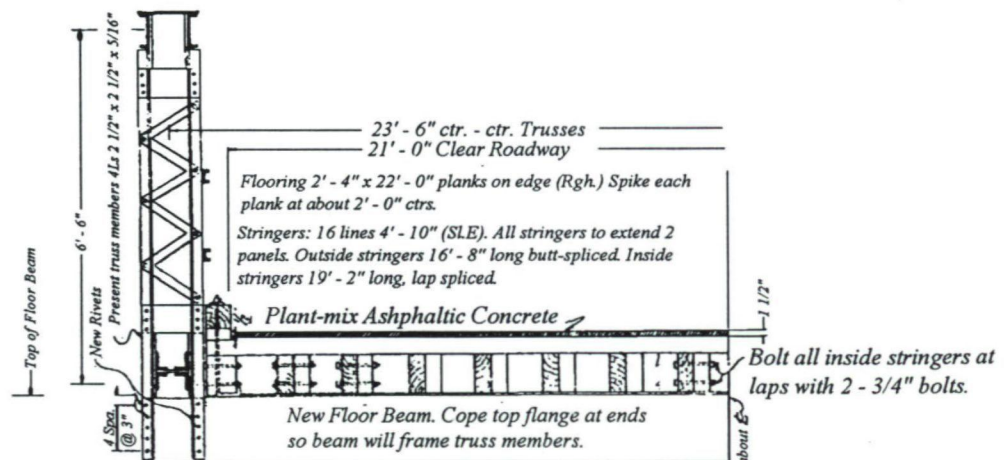 23' - 6" ctr. - ctr. Trusses
21' - 0" Clear Roadway
Flooring 2' - 4" x 22' - 0" planks on edge (Rgh.) Spike each
plank at about 2' - 0" ctrs.
Stringers: 16 lines 4' - 10" (SLE). All stringers to extend 2
panels. Outside stringers 16' - 8" long butt-spliced. Inside
stringers 19' - 2" long, lap spliced.
Plant-mix Ashphaltic Concrete
1 1/2"
Bolt all inside stringers at
laps with 2 - 3/4" bolts.
New Floor Beam. Cope top flange at ends
so beam will frame truss members.
Top of Floor Beam
6' - 6"
New Rivets
Present truss members 4Ls 2 1/2" x 2 1/2" x 5/16"
4 Spa.
@ 3"
about